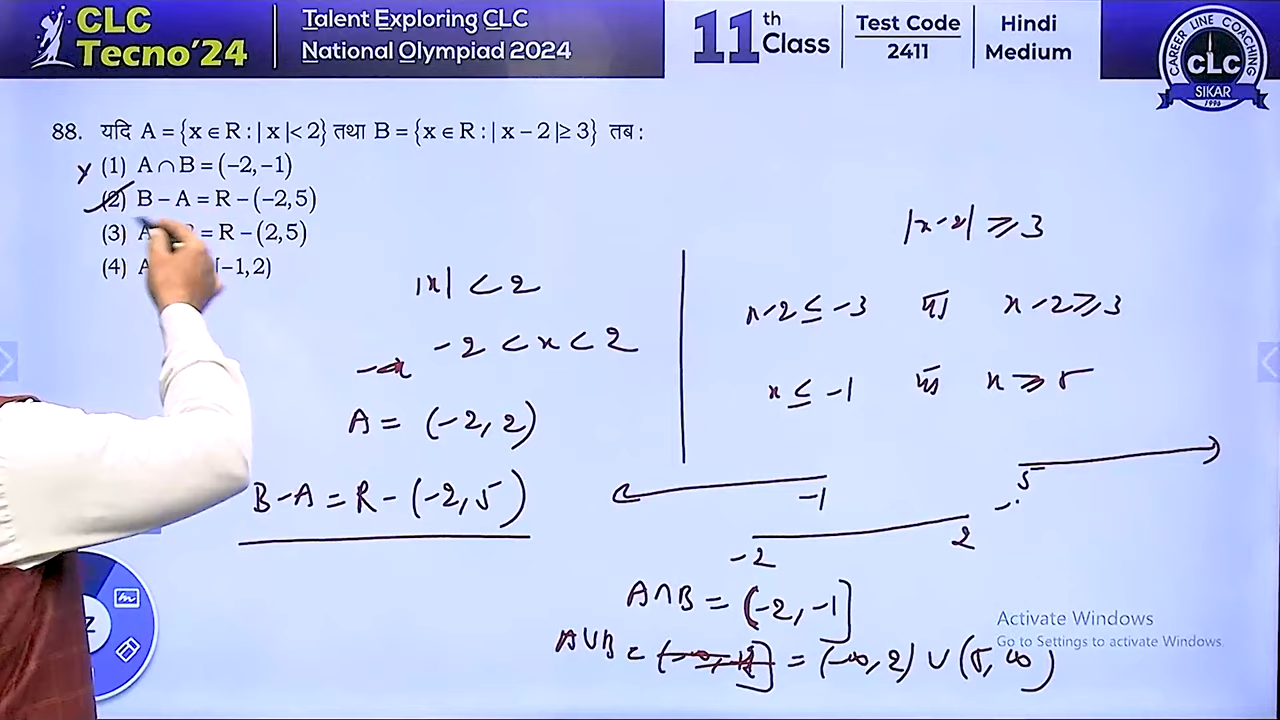 CLC
Tecno'24
Talent Exploring CLC
National Olympiad 2024
11th Class
Test Code
2411
Hindi
Medium
CAREER LINE COACHING
CLC
SIKAR
1996
88. यदि A = {x ∈ R : | x |< 2} तथा B = {x ∈ R : | x − 2 |≥ 3} तब :
(1) A ∩ B = (−2, −1)
(2) B − A = R − (−2, 5)
(3) A = R − (2, 5)
(4) A [−1, 2)
|x| < 2
-2 < x < 2
A = (-2, 2)
B - A = R - (-2, 5)
|x-2| ≥ 3
x-2 ≤ -3 या x-2 ≥ 3
x ≤ -1 या x ≥ 5
-1
5
-2
2
A∩B = (-2, -1]
A∪B = = (-∞, 2) ∪ (5, ∞)
Activate Windows
Go to Settings to activate Windows.